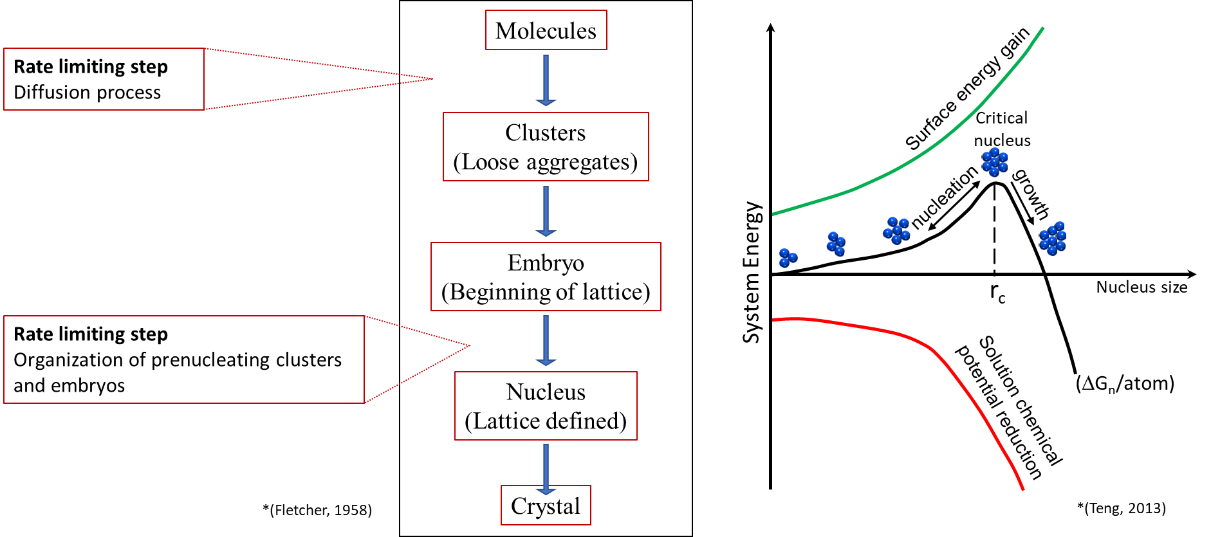 Rate limiting step
Diffusion process
Rate limiting step
Organization of prenucleating clusters
and embryos
*(Fletcher, 1958)
Molecules
Clusters
(Loose aggregates)
Embryo
(Beginning of lattice)
Nucleus
(Lattice defined)
Crystal
System Energy
Surface energy gain
Critical
nucleus
nucleation
growth
rc
Nucleus size
Solution chemical
potential reduction
(ΔGn/atom)
*(Teng, 2013)